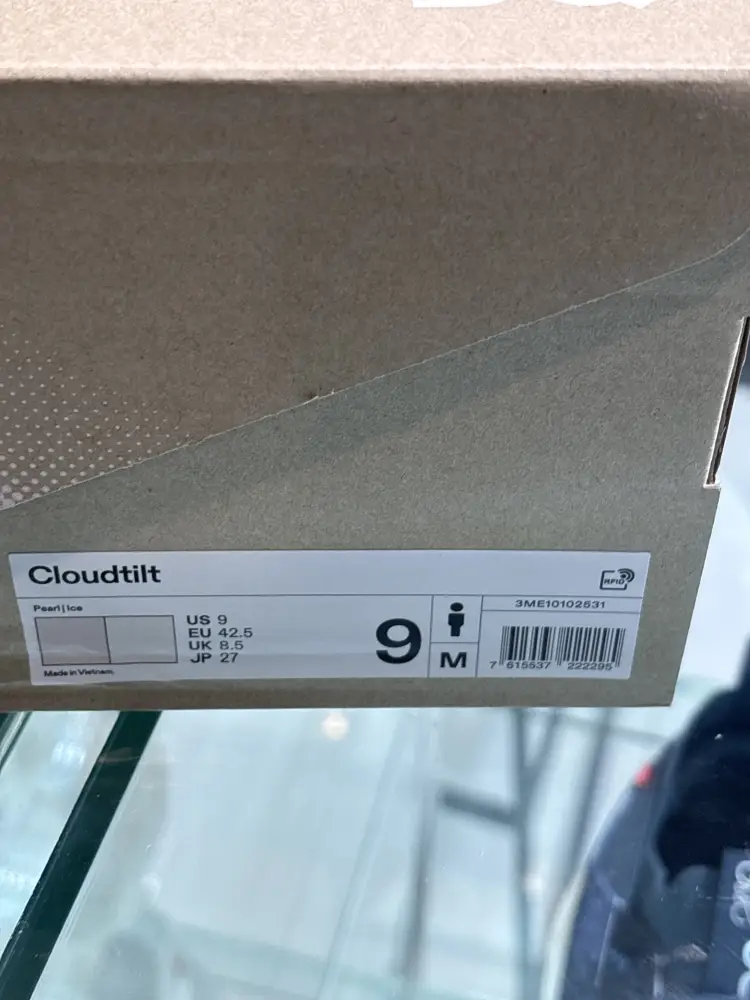 Cloudtilt
RFID
Pearl | Ice
US 9
EU 42.5
UK 8.5
JP 27
Made in Vietnam.
9
M
3ME10102531
7 615537 222295